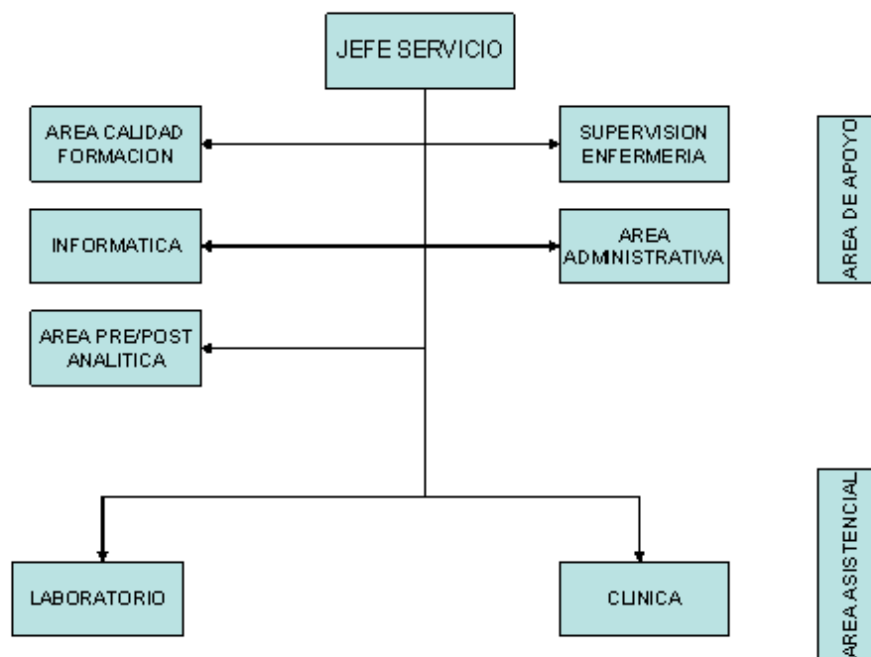 JEFE SERVICIO
AREA CALIDAD
FORMACION
SUPERVISION
ENFERMERIA
INFORMATICA
AREA
ADMINISTRATIVA
AREA PRE/POST
ANALITICA
AREA DE APOYO
LABORATORIO
CLINICA
AREA ASISTENCIAL